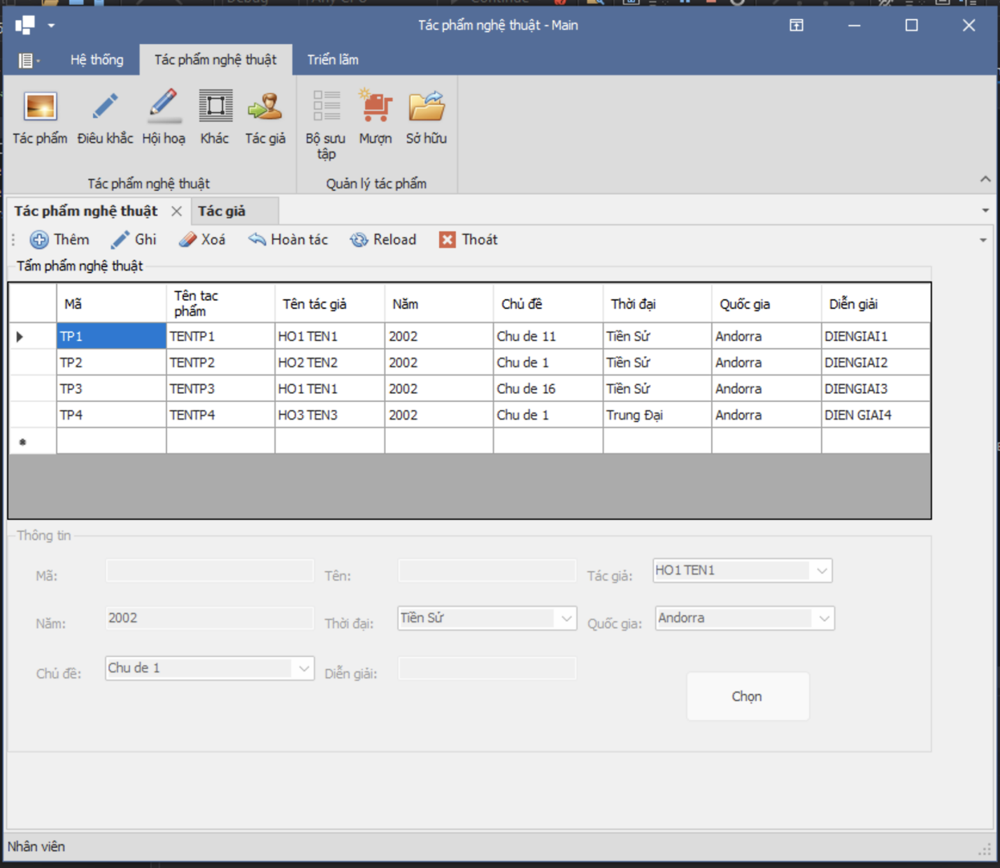 Debug
Any CPU
Continue
Tác phẩm nghệ thuật - Main
Hệ thống
Tác phẩm nghệ thuật
Triển lãm
Tác phẩm
Điêu khắc
Hội hoạ
Khác
Tác giả
Bộ sưu
tập
Mượn
Sở hữu
Tác phẩm nghệ thuật
Quản lý tác phẩm
Tác phẩm nghệ thuật
Tác giả
Thêm
Ghi
Xoá
Hoàn tác
Reload
Thoát
Tấm phẩm nghệ thuật
Mã Tên tac phẩm Tên tác giả Năm Chủ đề Thời đại Quốc gia Diễn giải
TP1 TENTP1 HO1 TEN1 2002 Chu de 11 Tiền Sử Andorra DIENGIAI1
TP2 TENTP2 HO2 TEN2 2002 Chu de 1 Tiền Sử Andorra DIENGIAI2
TP3 TENTP3 HO1 TEN1 2002 Chu de 16 Tiền Sử Andorra DIENGIAI3
TP4 TENTP4 HO3 TEN3 2002 Chu de 1 Trung Đại Andorra DIEN GIAI4
Thông tin
Mã: Tên: Tác giả: HO1 TEN1
Năm: 2002 Thời đại: Tiền Sử Quốc gia: Andorra
Chủ đề: Chu de 1 Diễn giải:
Chọn
Nhân viên